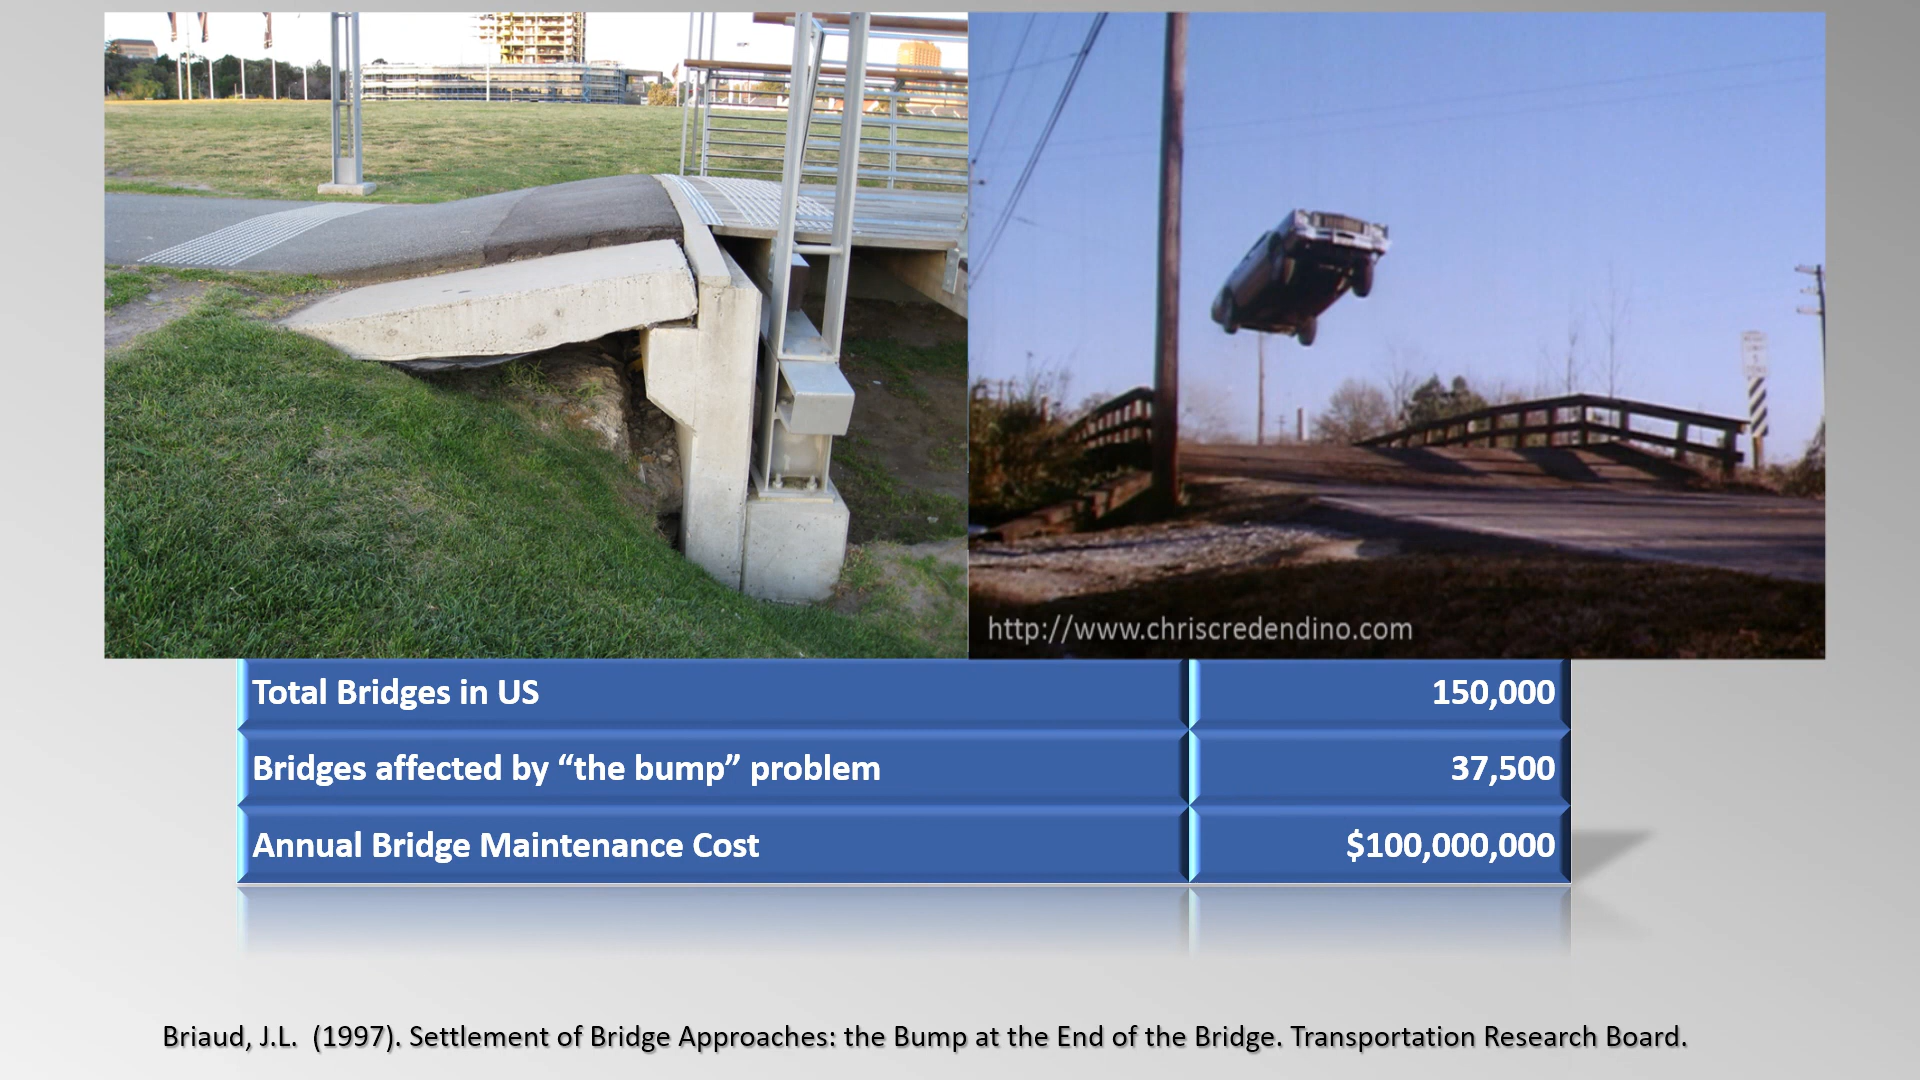 http://www.chriscredendino.com
Total Bridges in US 150,000
Bridges affected by “the bump” problem 37,500
Annual Bridge Maintenance Cost $100,000,000
Briaud, J.L. (1997). Settlement of Bridge Approaches: the Bump at the End of the Bridge. Transportation Research Board.